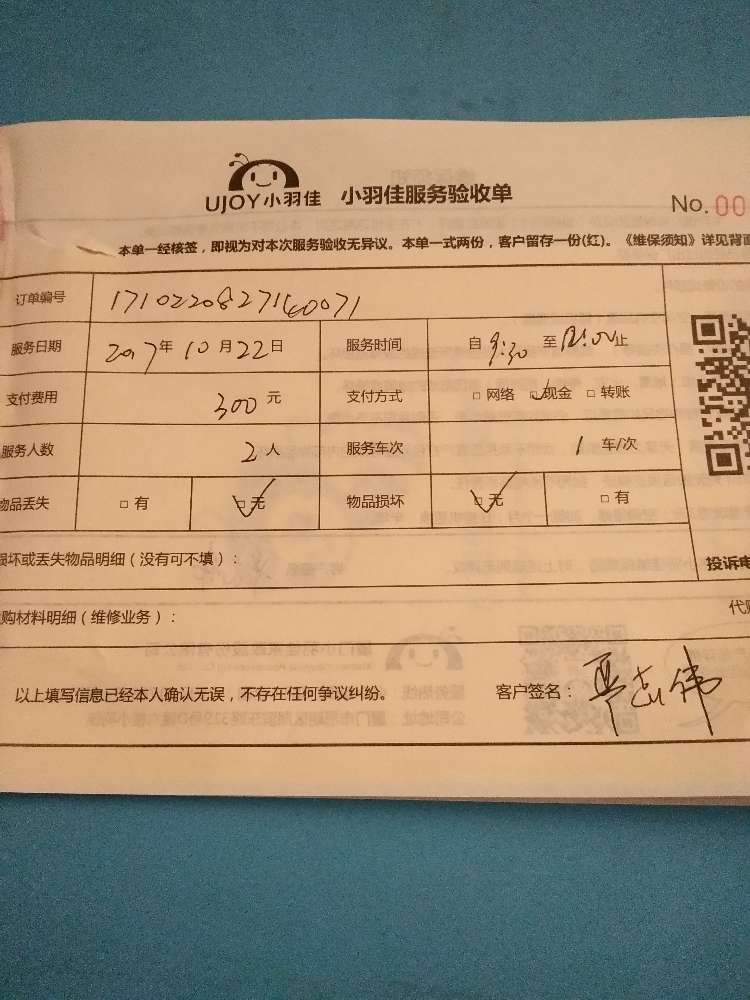 UJOY小羽佳 小羽佳服务验收单
No.00
本单一经核签，即视为对本次服务验收无异议。本单一式两份，客户留存一份(红)。《维保须知》详见背面
订单编号 17102208271460071
服务日期 2017年10月22日 服务时间 自9:30至12:00止
支付费用 300元 支付方式 □网络 □现金 □转账
服务人数 2人 服务车次 1车/次
物品丢失 □有 □无 物品损坏 □无 □有
损坏或丢失物品明细（没有可不填）： 投诉电
购材料明细（维修业务）： 代购
以上填写信息已经本人确认无误，不存在任何争议纠纷。 客户签名：严志伟